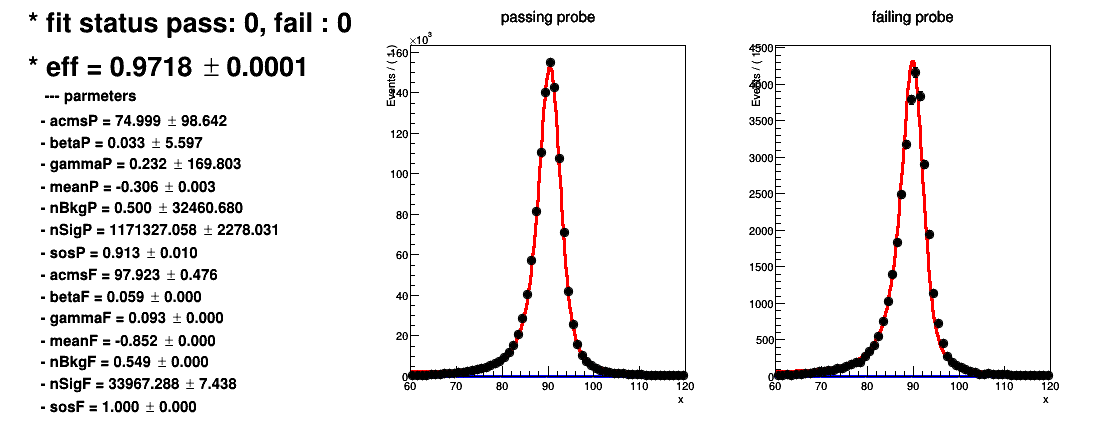 * fit status pass: 0, fail : 0
* eff = 0.9718 ± 0.0001
--- parmeters
- acmsP = 74.999 ± 98.642
- betaP = 0.033 ± 5.597
- gammaP = 0.232 ± 169.803
- meanP = -0.306 ± 0.003
- nBkgP = 0.500 ± 32460.680
- nSigP = 1171327.058 ± 2278.031
- sosP = 0.913 ± 0.010
- acmsF = 97.923 ± 0.476
- betaF = 0.059 ± 0.000
- gammaF = 0.093 ± 0.000
- meanF = -0.852 ± 0.000
- nBkgF = 0.549 ± 0.000
- nSigF = 33967.288 ± 7.438
- sosF = 1.000 ± 0.000
passing probe
×10³
Events / ( 1 )
160
140
120
100
80
60
40
20
0
60 70 80 90 100 110 120
x
failing probe
Events / ( 1 )
4500
4000
3500
3000
2500
2000
1500
1000
500
0
60 70 80 90 100 110 120
x